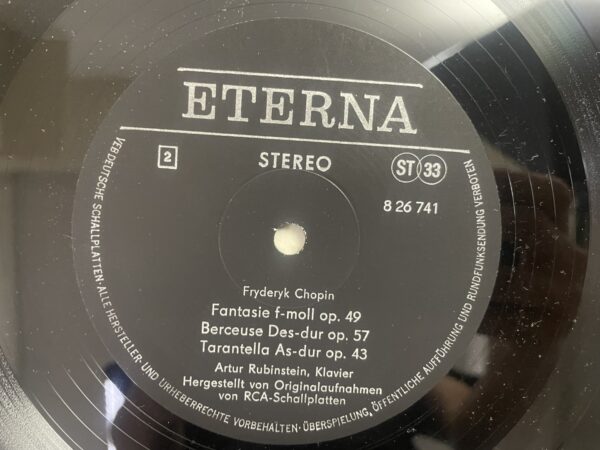 ETERNA
2
STEREO
ST 33
8 26 741
Fryderyk Chopin
Fantasie f-moll op. 49
Berceuse Des-dur op. 57
Tarantella As-dur op. 43
Artur Rubinstein, Klavier
Hergestellt von Originalaufnahmen
von RCA-Schallplatten
VEB DEUTSCHE SCHALLPLATTEN·ALLE HERSTELLER- UND URHEBERRECHTE VORBEHALTEN·ÜBERSPIELUNG, ÖFFENTLICHE AUFFÜHRUNG UND RUNDFUNKSENDUNG VERBOTEN